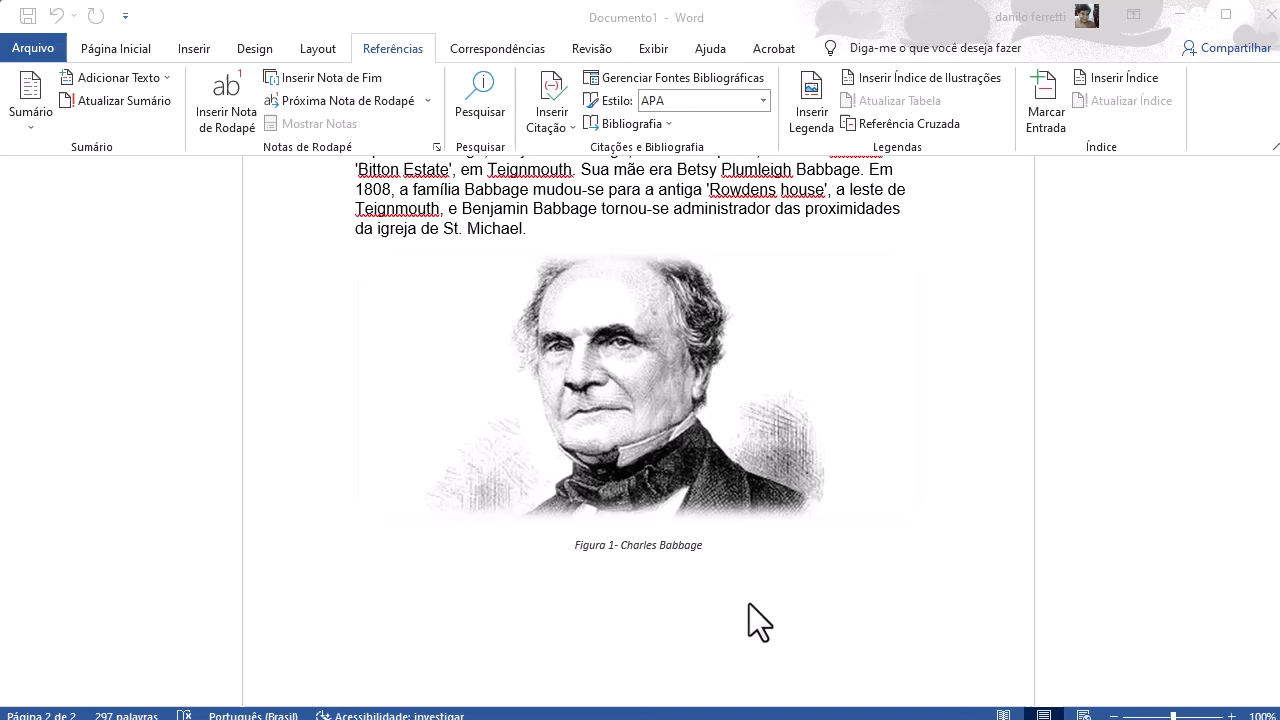 Documento1 - Word
danilo ferretti
Arquivo
Página Inicial
Inserir
Design
Layout
Referências
Correspondências
Revisão
Exibir
Ajuda
Acrobat
Diga-me o que você deseja fazer
Compartilhar
Sumário
Adicionar Texto
Atualizar Sumário
Sumário
ab1
Inserir Nota
de Rodapé
Inserir Nota de Fim
Próxima Nota de Rodapé
Mostrar Notas
Notas de Rodapé
Pesquisar
Pesquisar
Inserir
Citação
Gerenciar Fontes Bibliográficas
Estilo: APA
Bibliografia
Citações e Bibliografia
Inserir
Legenda
Inserir Índice de Ilustrações
Atualizar Tabela
Referência Cruzada
Legendas
Marcar
Entrada
Inserir Índice
Atualizar Índice
Índice
'Bitton Estate', em Teignmouth. Sua mãe era Betsy Plumleigh Babbage. Em
1808, a família Babbage mudou-se para a antiga 'Rowdens house', a leste de
Teignmouth, e Benjamin Babbage tornou-se administrador das proximidades
da igreja de St. Michael.
Figura 1- Charles Babbage
Página 2 de 2
297 palavras
Português (Brasil)
Acessibilidade: investigar
100%